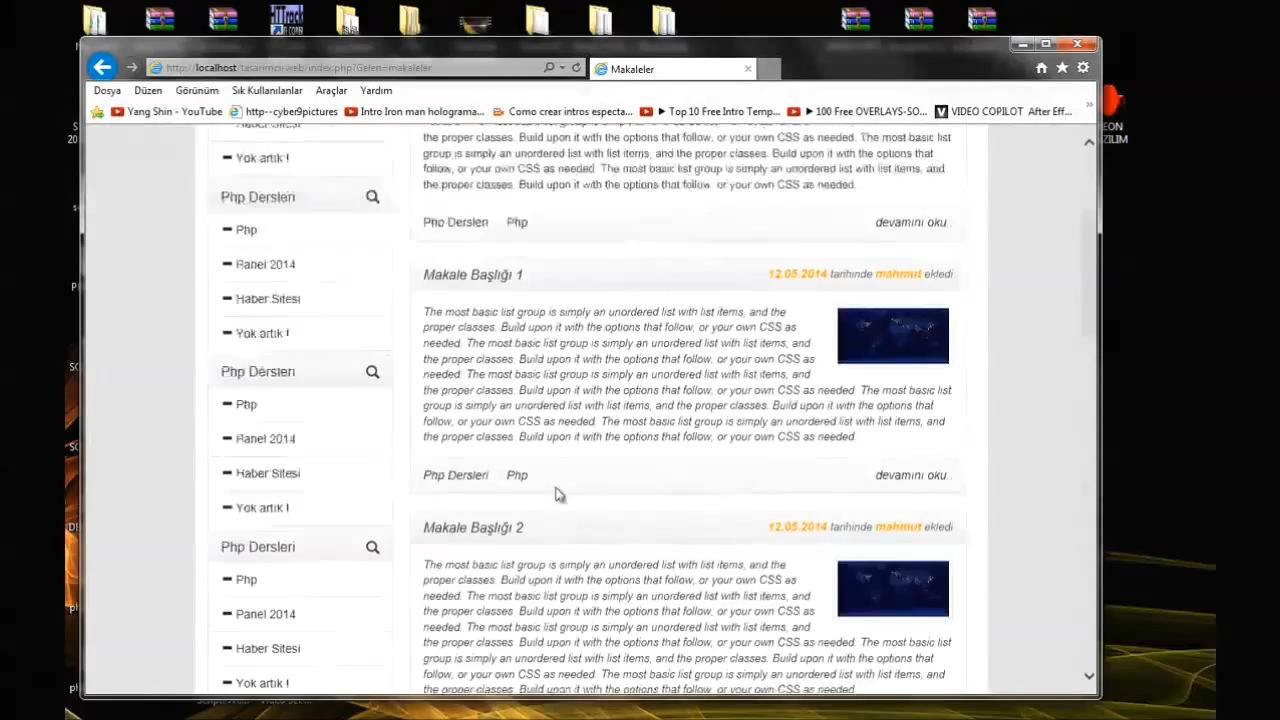 http://localhost/tasarimci-web/index.php?Gelen=makaleler
Makaleler
Dosya Düzen Görünüm Sık Kullanılanlar Araçlar Yardım
Yang Shin - YouTube http--cyber9pictures Intro Iron man hologramа... Como crear intros especta... ► Top 10 Free Intro Temp... ► 100 Free OVERLAYS-SO... VIDEO COPILOT After Eff...
Yok artık !
Php Dersleri
Php
Panel 2014
Haber Sitesi
Yok artık !
Php Dersleri
Php
Panel 2014
Haber Sitesi
Yok artık !
Php Dersleri
Php
Panel 2014
Haber Sitesi
Yok artık !
the proper classes. Build upon it with the options that follow, or your own CSS as needed. The most basic list
group is simply an unordered list with list items, and the proper classes. Build upon it with the options that
follow, or your own CSS as needed. The most basic list group is simply an unordered list with list items, and
the proper classes. Build upon it with the options that follow or your own CSS as needed.
Php Dersleri Php devamını oku..
Makale Başlığı 1 12.05.2014 tarihinde mahmut ekledi
The most basic list group is simply an unordered list with list items, and the
proper classes. Build upon it with the options that follow, or your own CSS as
needed. The most basic list group is simply an unordered list with list items, and
the proper classes. Build upon it with the options that follow, or your own CSS as
needed. The most basic list group is simply an unordered list with list items, and
the proper classes. Build upon it with the options that follow, or your own CSS as needed. The most basic list
group is simply an unordered list with list items, and the proper classes. Build upon it with the options that
follow, or your own CSS as needed. The most basic list group is simply an unordered list with list items, and
the proper classes. Build upon it with the options that follow, or your own CSS as needed.
Php Dersleri Php devamını oku..
Makale Başlığı 2 12.05.2014 tarihinde mahmut ekledi
The most basic list group is simply an unordered list with list items, and the
proper classes. Build upon it with the options that follow, or your own CSS as
needed. The most basic list group is simply an unordered list with list items, and
the proper classes. Build upon it with the options that follow, or your own CSS as
needed. The most basic list group is simply an unordered list with list items, and
the proper classes. Build upon it with the options that follow, or your own CSS as needed. The most basic list
group is simply an unordered list with list items, and the proper classes. Build upon it with the options that
follow, or your own CSS as needed. The most basic list group is simply an unordered list with list items, and
the proper classes. Build upon it with the options that follow, or your own CSS as needed.